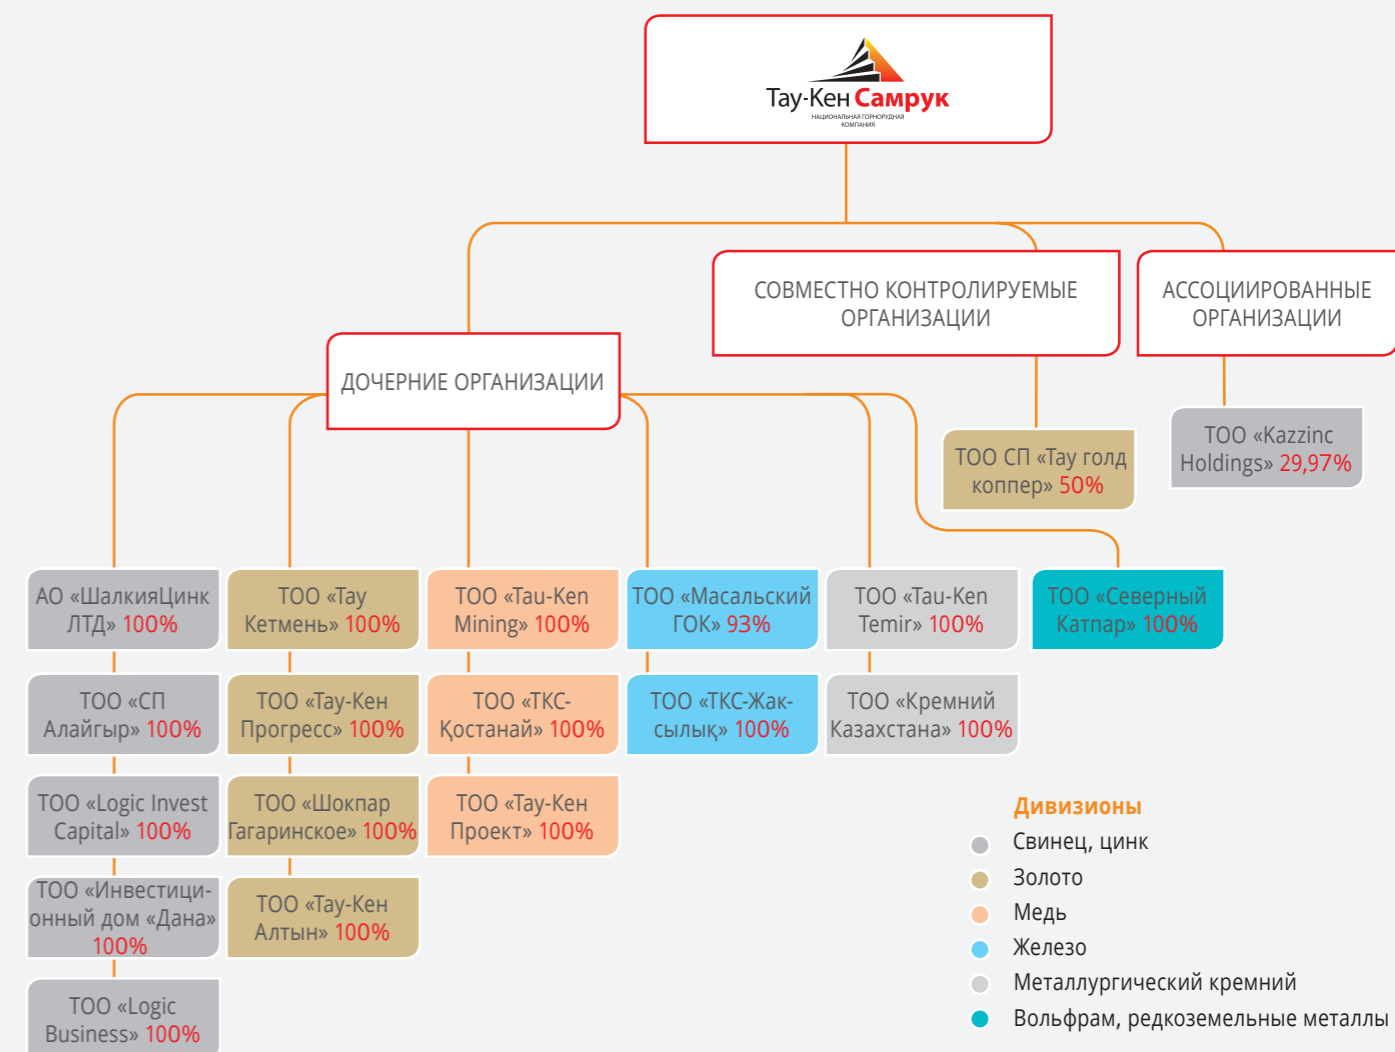 Тау-Кен Самрук
НАЦИОНАЛЬНАЯ ГОРНОРУДНАЯ
КОМПАНИЯ
СОВМЕСТНО КОНТРОЛИРУЕМЫЕ
ОРГАНИЗАЦИИ
АССОЦИИРОВАННЫЕ
ОРГАНИЗАЦИИ
ДОЧЕРНИЕ ОРГАНИЗАЦИИ
ТОО СП «Тау голд
коппер» 50%
ТОО «Kazzinc
Holdings» 29,97%
АО «ШалкияЦинк
ЛТД» 100%
ТОО «Тау
Кетмень» 100%
ТОО «Tau-Ken
Mining» 100%
ТОО «Масальский
ГОК» 93%
ТОО «Tau-Ken
Temir» 100%
ТОО «Северный
Катпар» 100%
ТОО «СП
Алайгыр» 100%
ТОО «Тау-Кен
Прогресс» 100%
ТОО «ТКС-
Қостанай» 100%
ТОО «ТКС-Жак-
сылық» 100%
ТОО «Кремний
Казахстана» 100%
ТОО «Logic Invest
Capital» 100%
ТОО «Шокпар
Гагаринское» 100%
ТОО «Тау-Кен
Проект» 100%
ТОО «Инвестици-
онный дом «Дана»
100%
ТОО «Тау-Кен
Алтын» 100%
ТОО «Logic
Business» 100%
Дивизионы
Свинец, цинк
Золото
Медь
Железо
Металлургический кремний
Вольфрам, редкоземельные металлы